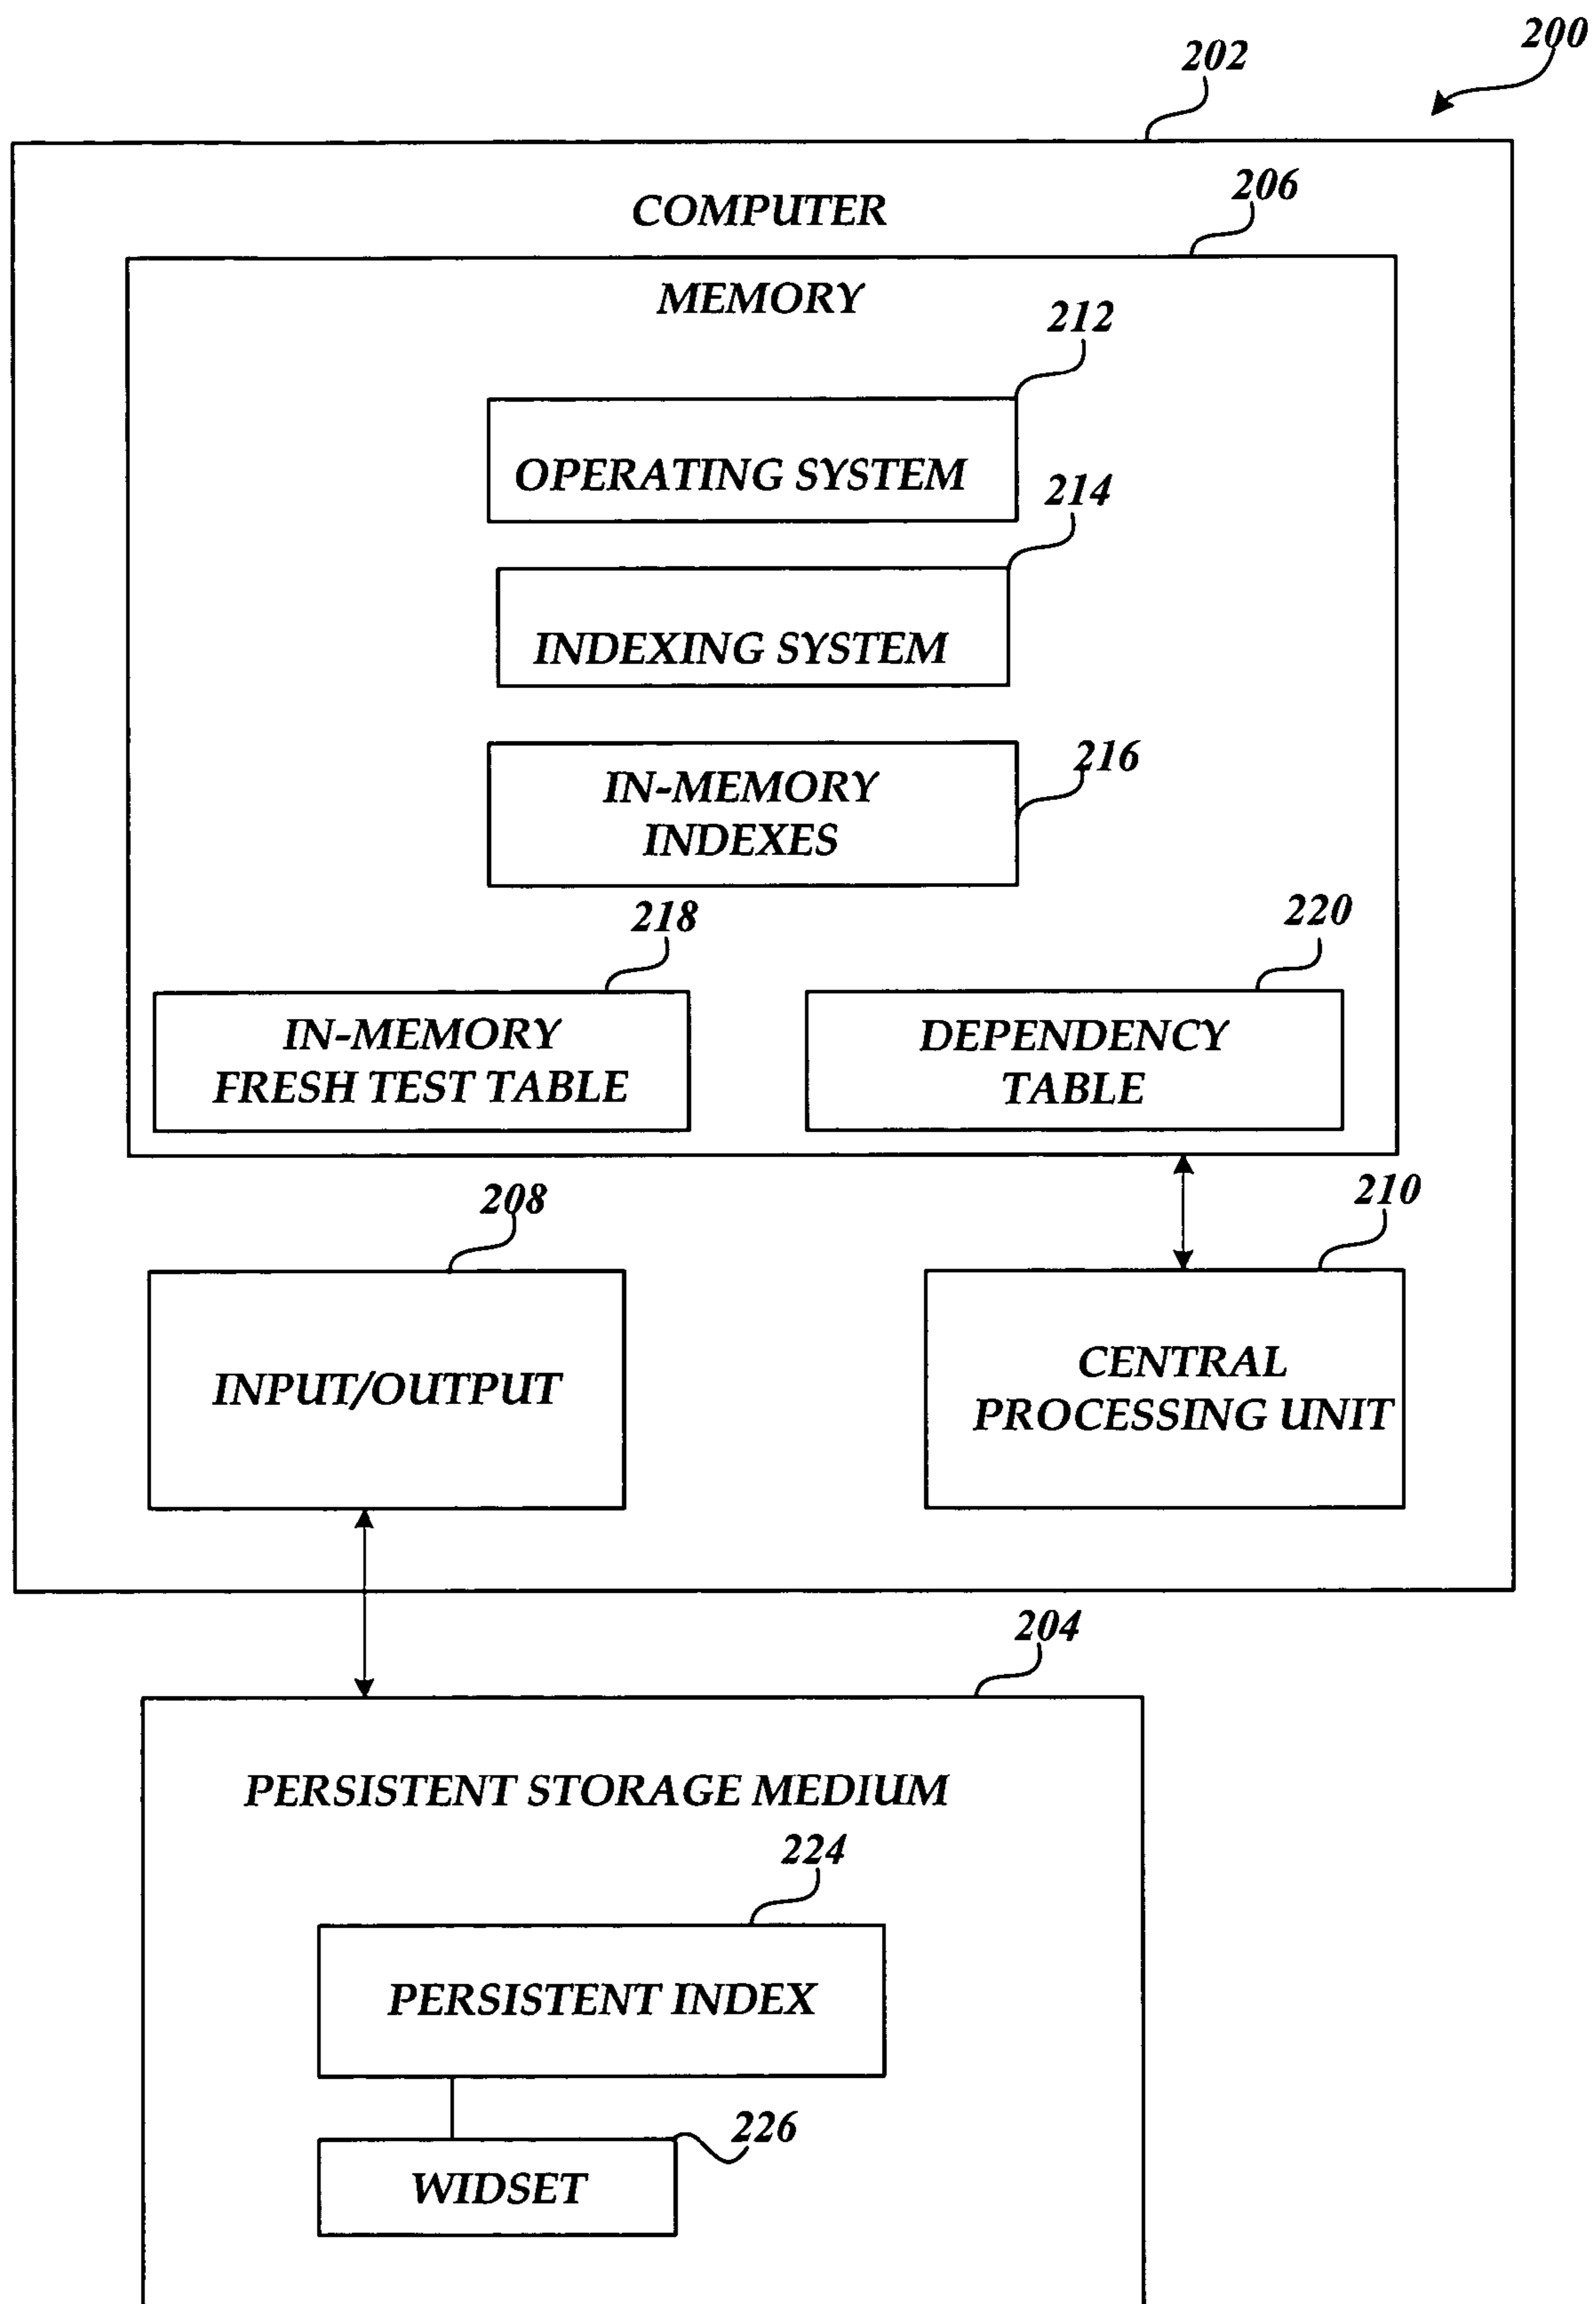 200
202
COMPUTER
206
MEMORY
212
OPERATING SYSTEM
214
INDEXING SYSTEM
216
IN-MEMORY
INDEXES
218
IN-MEMORY
FRESH TEST TABLE
220
DEPENDENCY
TABLE
208
INPUT/OUTPUT
210
CENTRAL
PROCESSING UNIT
204
PERSISTENT STORAGE MEDIUM
224
PERSISTENT INDEX
226
WIDSET